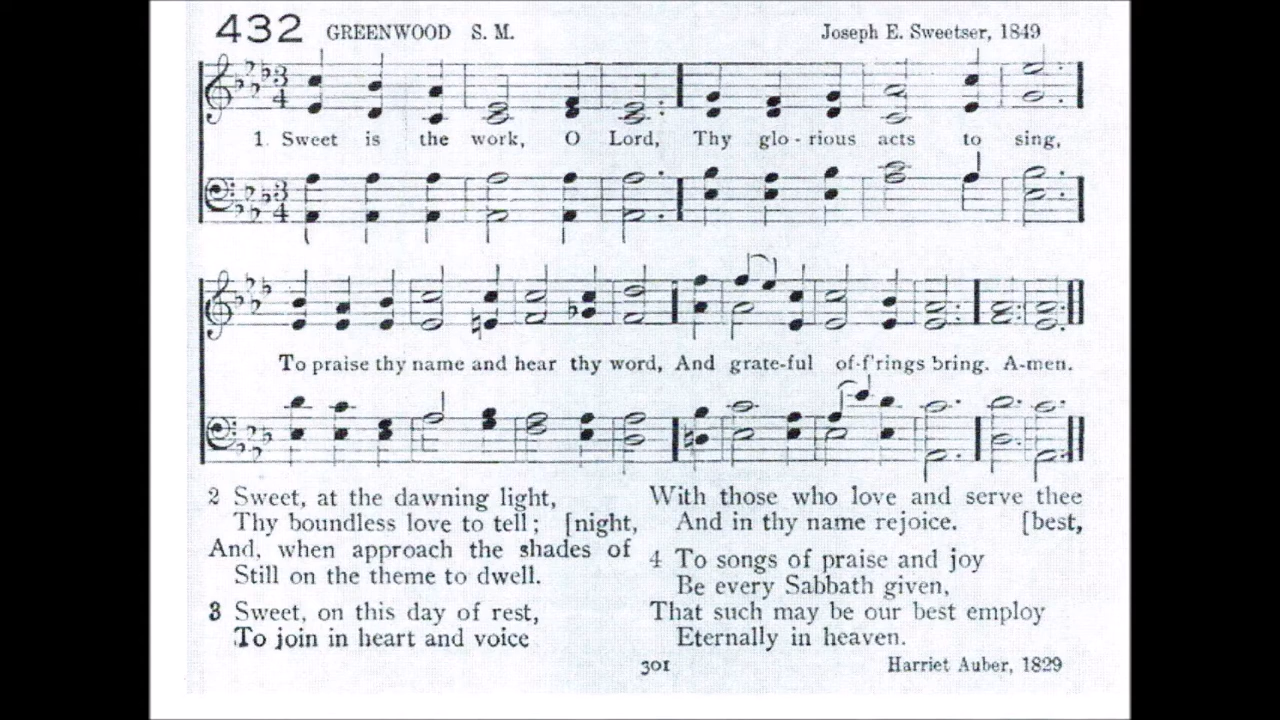 432 GREENWOOD S. M. Joseph E. Sweetser, 1849
3
4
1. Sweet is the work, O Lord, Thy glo - rious acts to sing,
3
4
To praise thy name and hear thy word, And grate-ful of-f'rings bring. A-men.
2 Sweet, at the dawning light,
Thy boundless love to tell; [night,
And, when approach the shades of
Still on the theme to dwell.
3 Sweet, on this day of rest,
To join in heart and voice
With those who love and serve thee
And in thy name rejoice. [best,
4 To songs of praise and joy
Be every Sabbath given,
That such may be our best employ
Eternally in heaven.
301 Harriet Auber, 1829